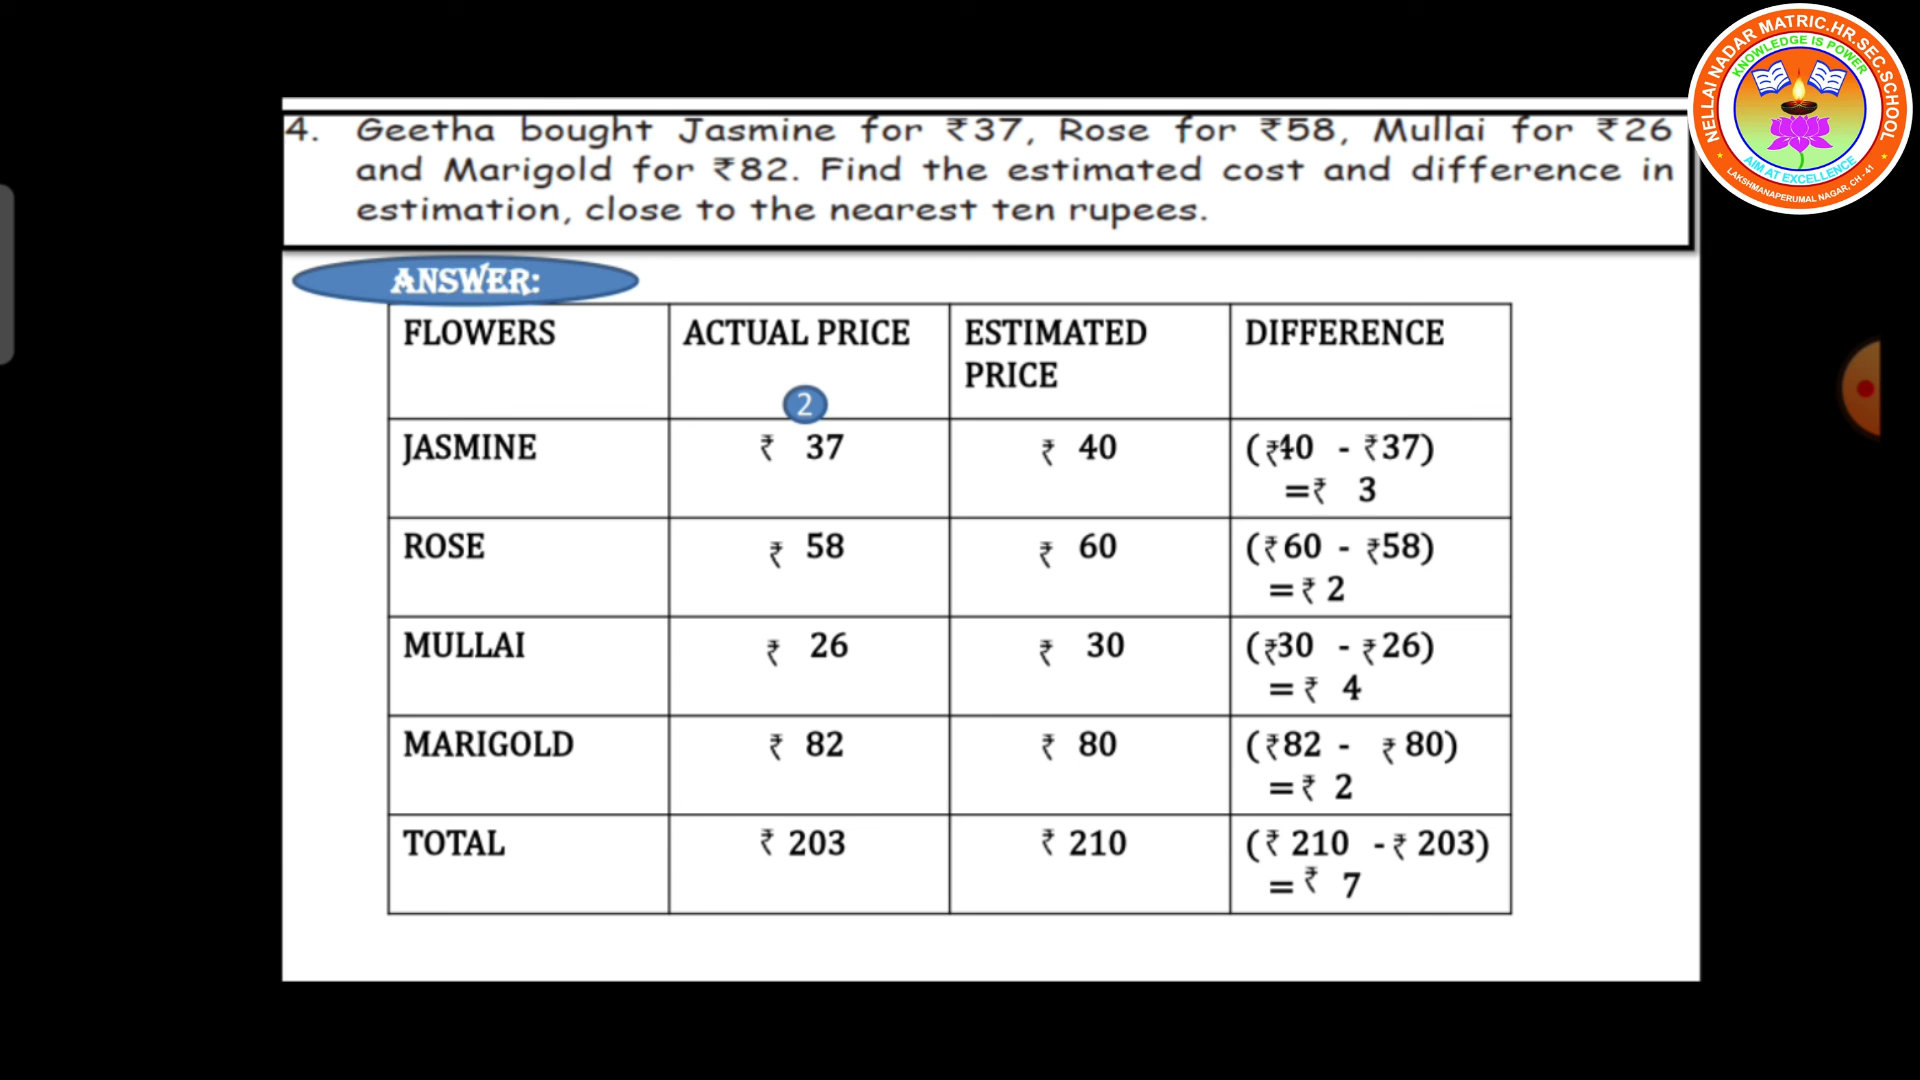 4. Geetha bought Jasmine for ₹37, Rose for ₹58, Mullai for ₹26
and Marigold for ₹82. Find the estimated cost and difference in
estimation, close to the nearest ten rupees.
ANSWER:
FLOWERS ACTUAL PRICE ESTIMATED PRICE DIFFERENCE
2
JASMINE ₹ 37 ₹ 40 (₹40 - ₹37)
=₹ 3
ROSE ₹ 58 ₹ 60 (₹60 - ₹58)
=₹ 2
MULLAI ₹ 26 ₹ 30 (₹30 - ₹26)
=₹ 4
MARIGOLD ₹ 82 ₹ 80 (₹82 - ₹80)
=₹ 2
TOTAL ₹ 203 ₹ 210 (₹ 210 - ₹ 203)
=₹ 7
NELLAI NADAR MATRIC.HR.SEC.SCHOOL
KNOWLEDGE IS POWER
AIM AT EXCELLENCE
LAKSHMANAPERUMAL NAGAR, CH - 41